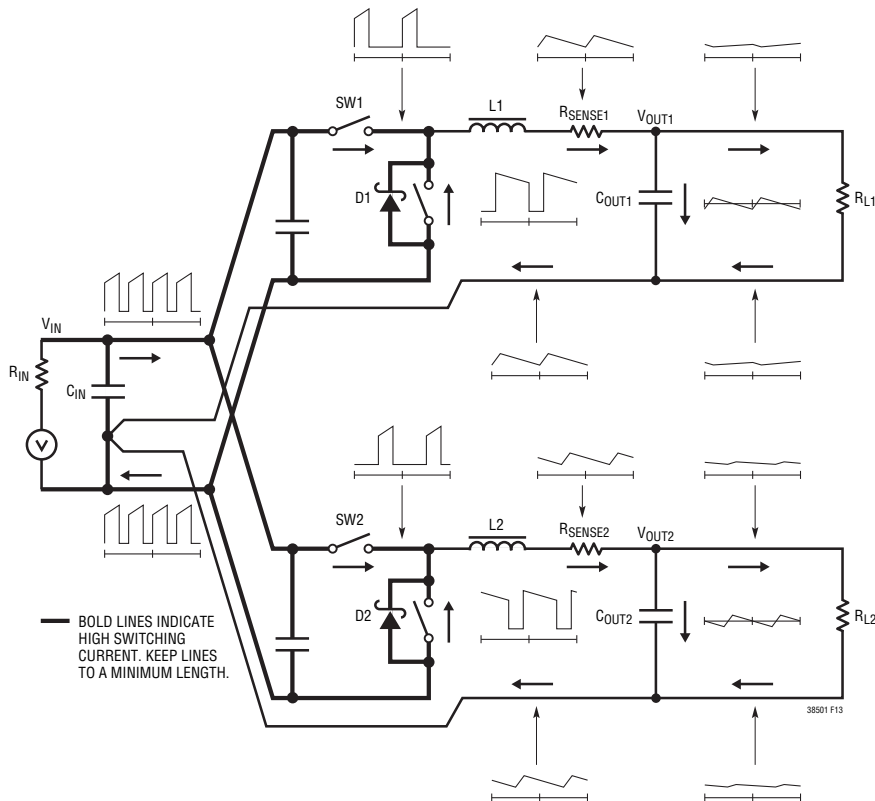 SW1
L1
RSENSE1
VOUT1
D1
COUT1
RL1
VIN
RIN
CIN
V
SW2
L2
RSENSE2
VOUT2
D2
COUT2
RL2
BOLD LINES INDICATE
HIGH SWITCHING
CURRENT. KEEP LINES
TO A MINIMUM LENGTH.
38501 F13